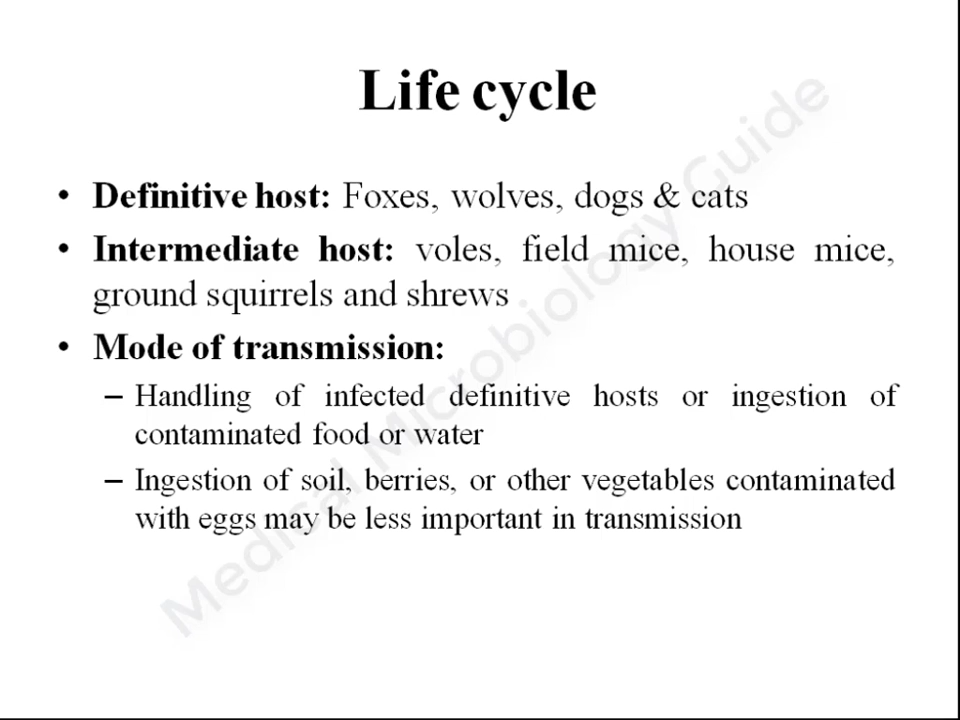 Life cycle
• Definitive host: Foxes, wolves, dogs & cats
• Intermediate host: voles, field mice, house mice,
ground squirrels and shrews
• Mode of transmission:
– Handling of infected definitive hosts or ingestion of
contaminated food or water
– Ingestion of soil, berries, or other vegetables contaminated
with eggs may be less important in transmission
Medical Microbiology Guide